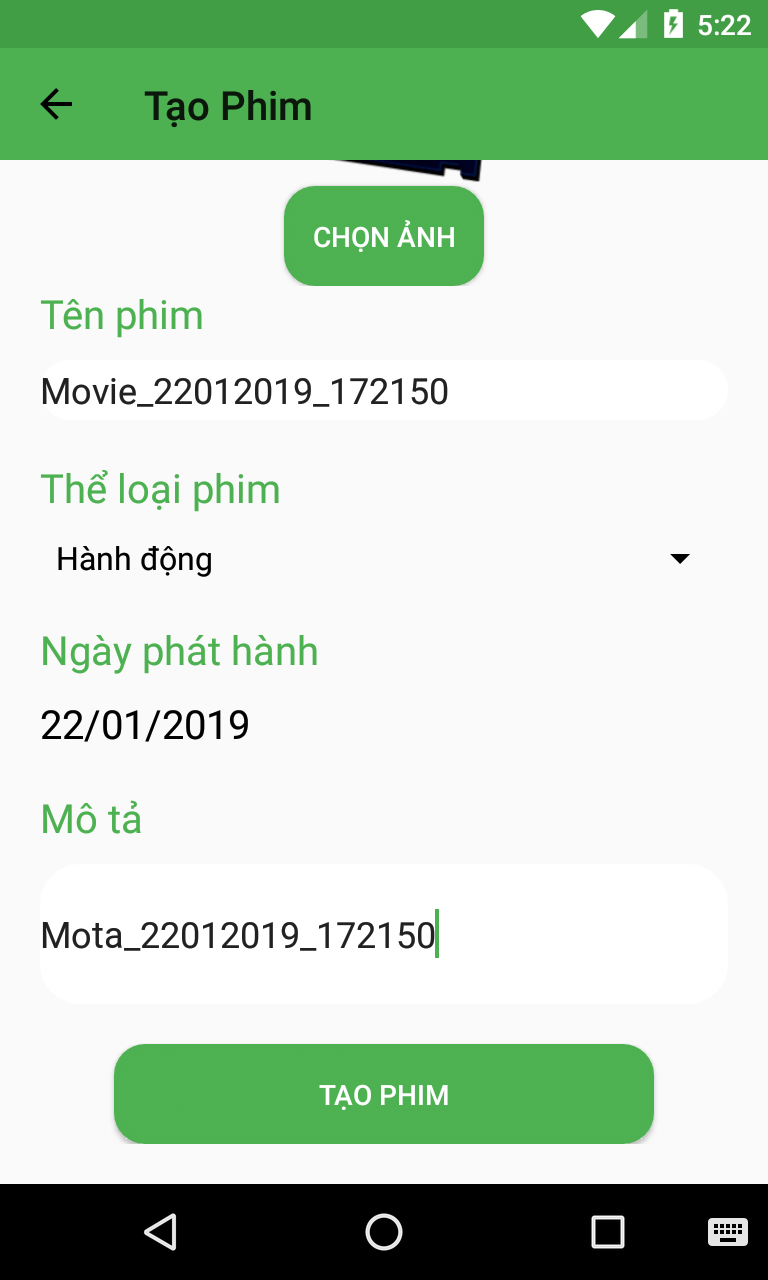 5:22
Tạo Phim
CHỌN ẢNH
Tên phim
Movie_22012019_172150
Thể loại phim
Hành động
Ngày phát hành
22/01/2019
Mô tả
Mota_22012019_172150
TẠO PHIM